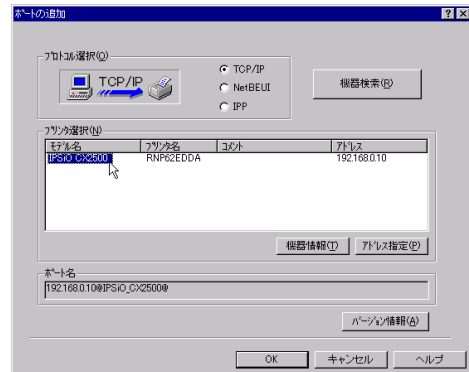 ポートの追加
プロトコル選択(O)
TCP/IP
TCP/IP
NetBEUI
IPP
機器検索(R)
プリンタ選択(N)
モデル名 プリンタ名 コメント アドレス
IPSiO CX2500 RNP62EDDA 192.168.0.10
機器情報(T) アドレス指定(P)
ポート名
192.168.0.10@IPSiO_CX2500@
バージョン情報(A)
OK キャンセル ヘルプ